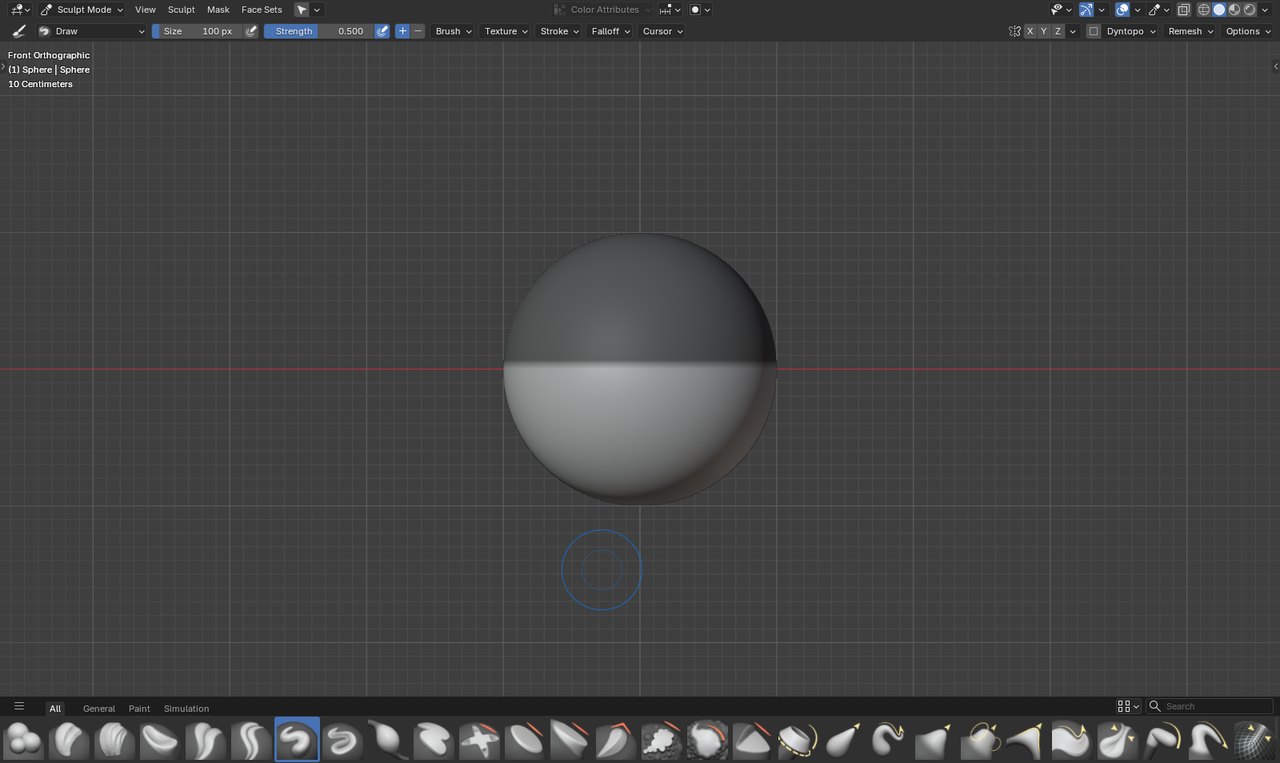 Sculpt Mode View Sculpt Mask Face Sets Color Attributes
Draw Size 100 px Strength 0.500 Brush Texture Stroke Falloff Cursor X Y Z Dyntopo Remesh Options
Front Orthographic
(1) Sphere | Sphere
10 Centimeters
All General Paint Simulation Search